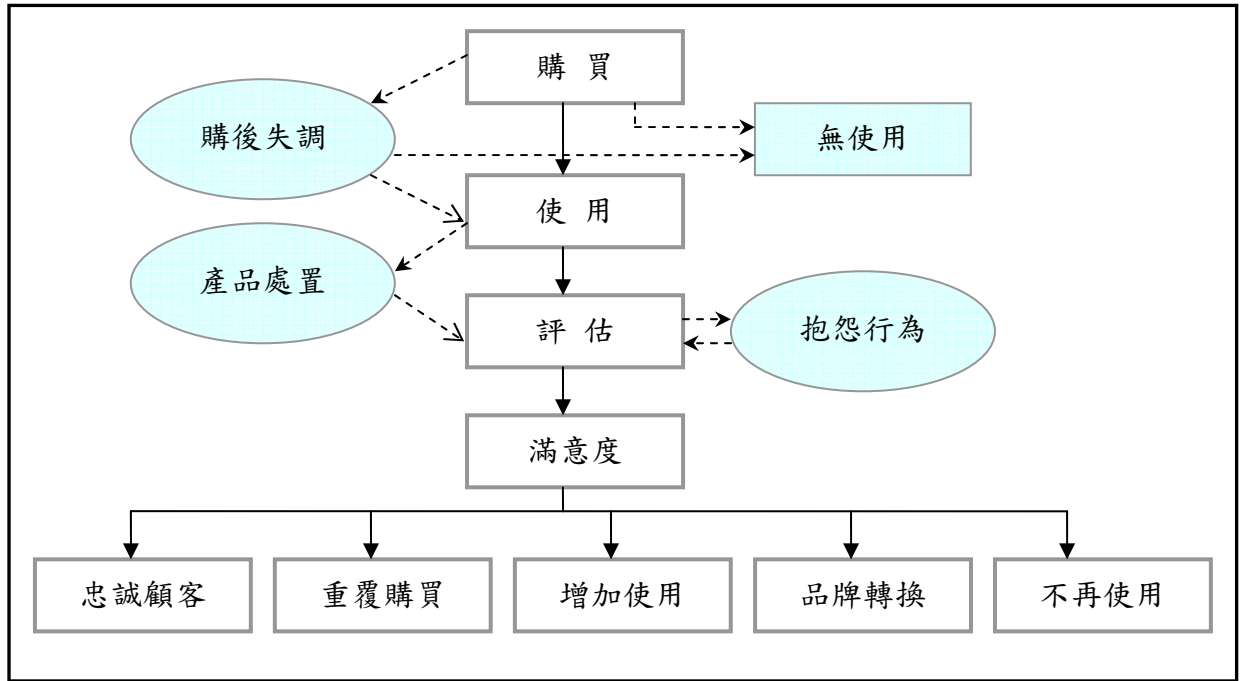 購 買
購後失調
無使用
使 用
產品處置
評 估
抱怨行為
滿意度
忠誠顧客
重覆購買
增加使用
品牌轉換
不再使用